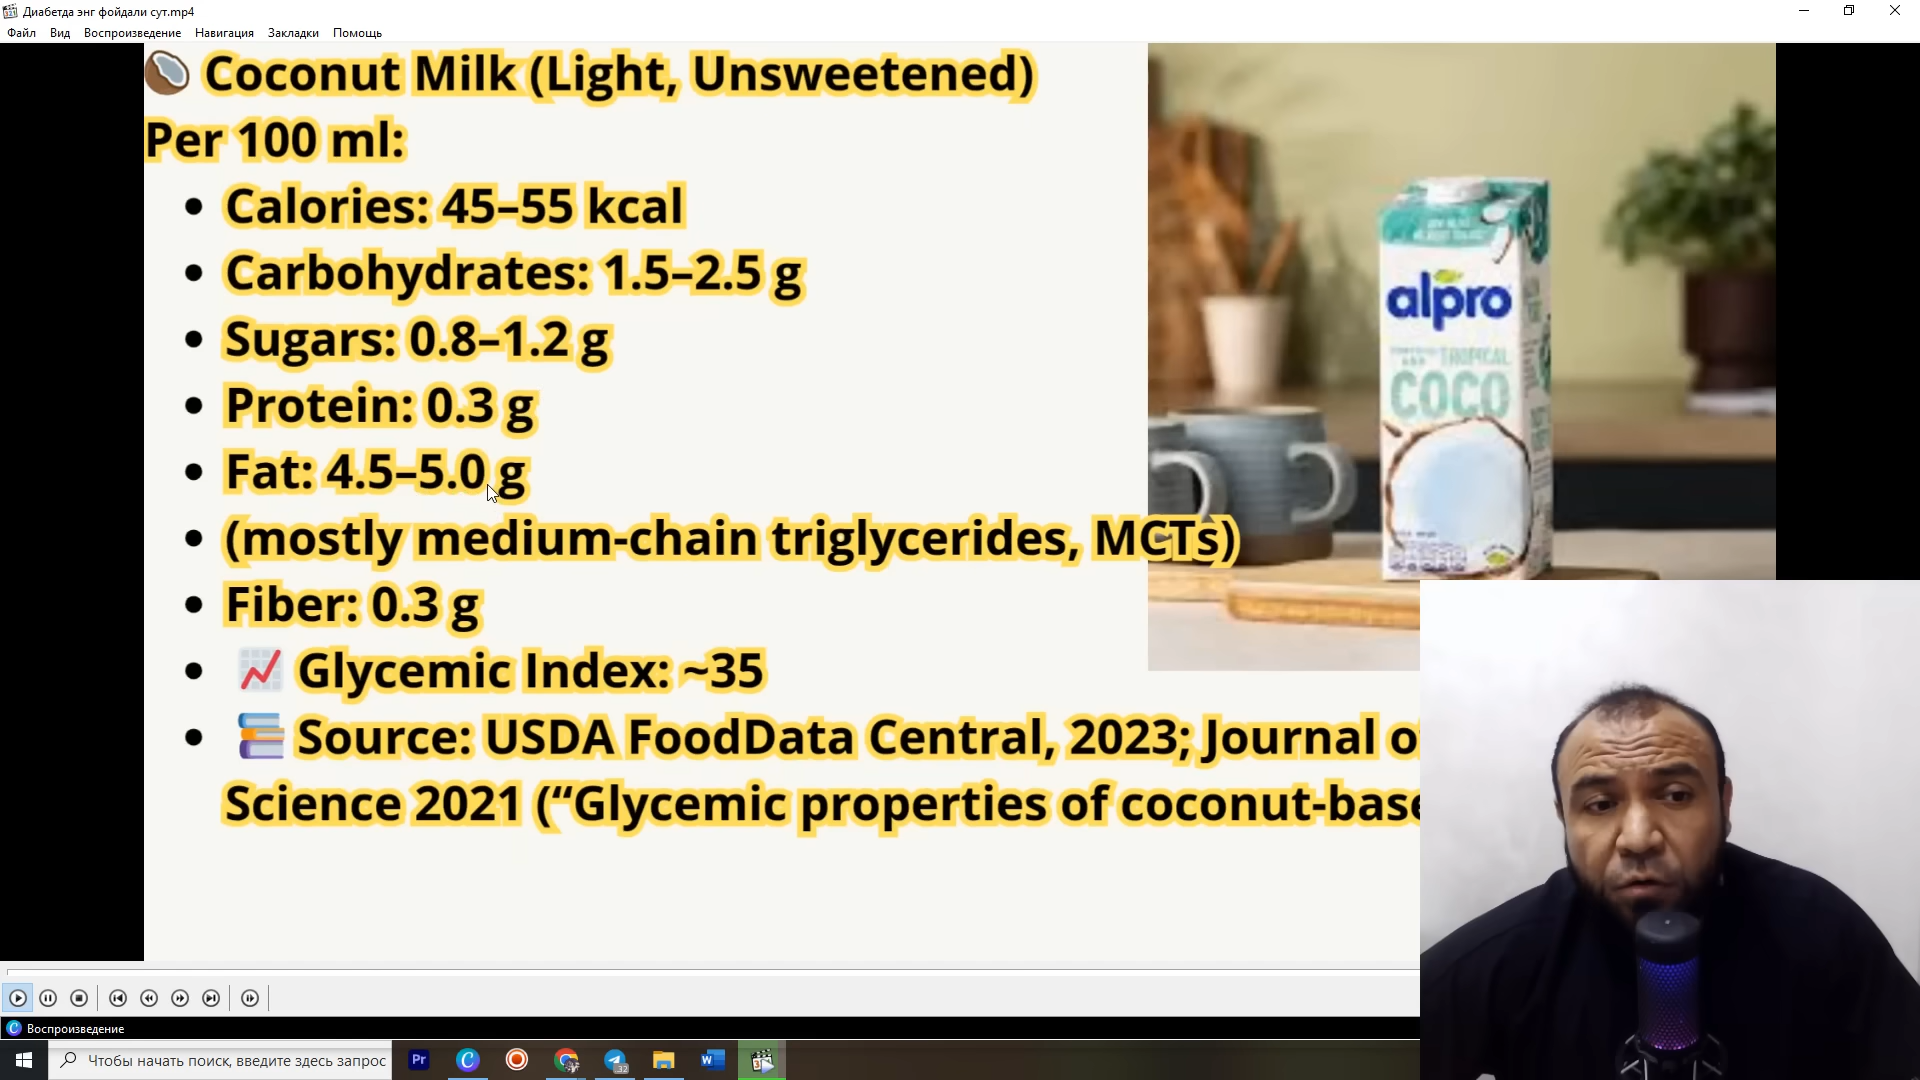 Диабетда энг фойдали сут.mp4
Файл Вид Воспроизведение Навигация Закладки Помощь
Coconut Milk (Light, Unsweetened)
Per 100 ml:
• Calories: 45–55 kcal
• Carbohydrates: 1.5–2.5 g
• Sugars: 0.8–1.2 g
• Protein: 0.3 g
• Fat: 4.5–5.0 g
• (mostly medium-chain triglycerides, MCTs)
• Fiber: 0.3 g
• Glycemic Index: ~35
• Source: USDA FoodData Central, 2023; Journal
Science 2021 (“Glycemic properties of
alpro
TROPICAL
COCO
Воспроизведение
Чтобы начать поиск, введите здесь запрос
Pr
32